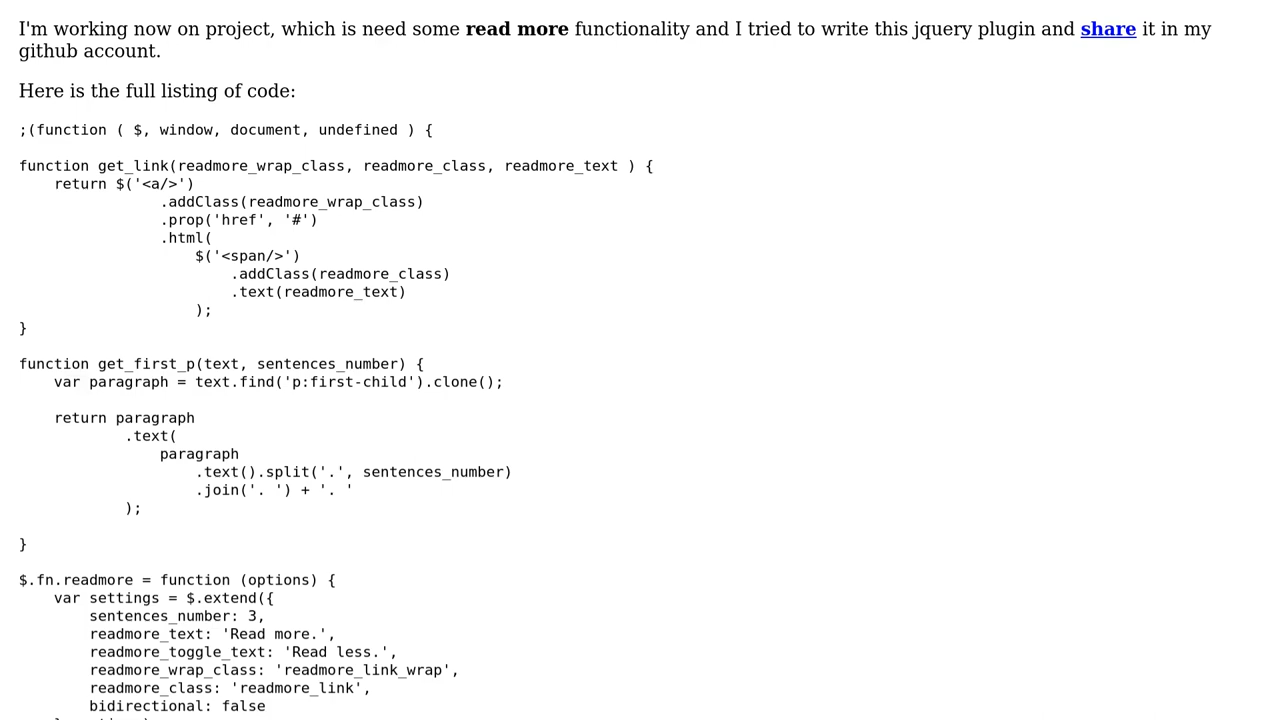 I'm working now on project, which is need some read more functionality and I tried to write this jquery plugin and share it in my
github account.
Here is the full listing of code:
;(function ( $, window, document, undefined ) {
function get_link(readmore_wrap_class, readmore_class, readmore_text ) {
    return $('<a/>')
                .addClass(readmore_wrap_class)
                .prop('href', '#')
                .html(
                    $('<span/>')
                        .addClass(readmore_class)
                        .text(readmore_text)
                    );
}
function get_first_p(text, sentences_number) {
    var paragraph = text.find('p:first-child').clone();
    return paragraph
            .text(
                paragraph
                    .text().split('.', sentences_number)
                    .join('. ') + '. '
            );
}
$.fn.readmore = function (options) {
    var settings = $.extend({
        sentences_number: 3,
        readmore_text: 'Read more.',
        readmore_toggle_text: 'Read less.',
        readmore_wrap_class: 'readmore_link_wrap',
        readmore_class: 'readmore_link',
        bidirectional: false